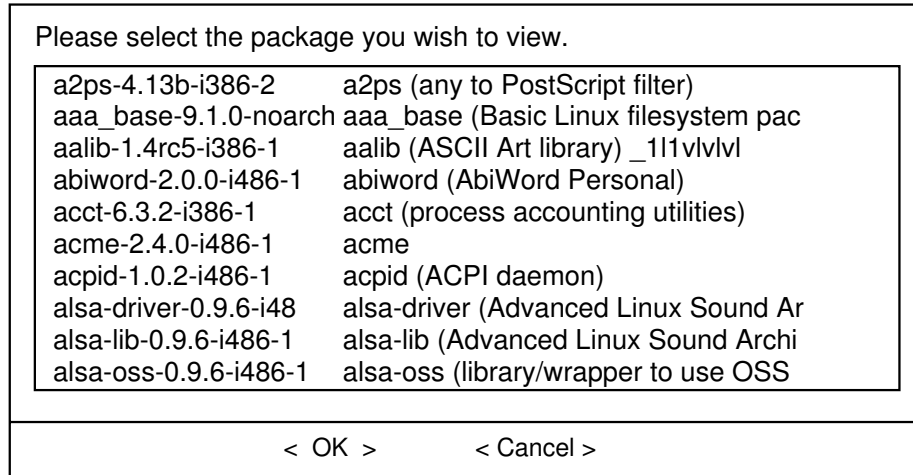 Please select the package you wish to view.
a2ps-4.13b-i386-2 a2ps (any to PostScript filter)
aaa_base-9.1.0-noarch aaa_base (Basic Linux filesystem pac
aalib-1.4rc5-i386-1 aalib (ASCII Art library) _1l1vlvlvl
abiword-2.0.0-i486-1 abiword (AbiWord Personal)
acct-6.3.2-i386-1 acct (process accounting utilities)
acme-2.4.0-i486-1 acme
acpid-1.0.2-i486-1 acpid (ACPI daemon)
alsa-driver-0.9.6-i48 alsa-driver (Advanced Linux Sound Ar
alsa-lib-0.9.6-i486-1 alsa-lib (Advanced Linux Sound Archi
alsa-oss-0.9.6-i486-1 alsa-oss (library/wrapper to use OSS
< OK > < Cancel >